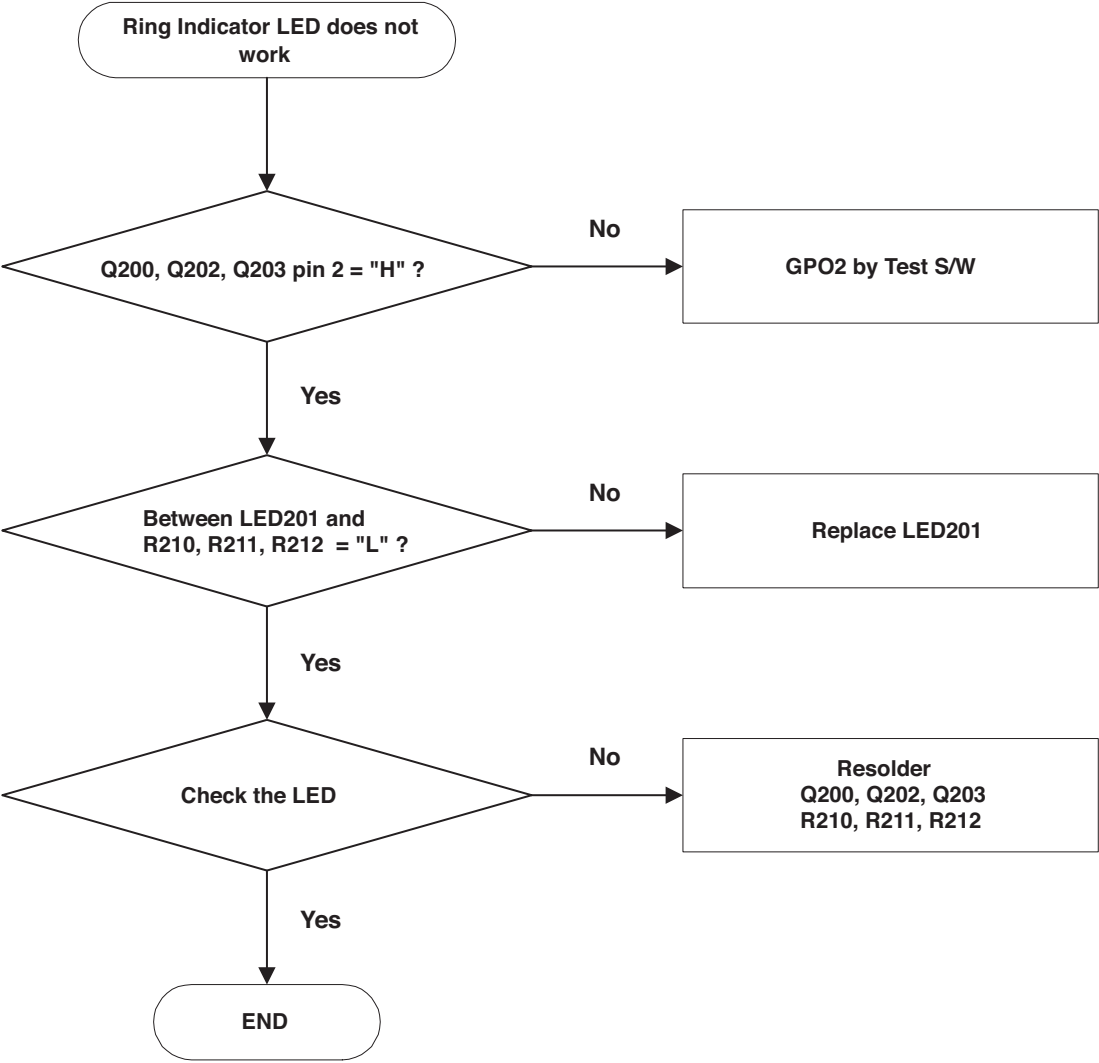 Ring Indicator LED does not
work
Q200, Q202, Q203 pin 2 = "H" ?
No
GPO2 by Test S/W
Yes
Between LED201 and
R210, R211, R212 = "L" ?
No
Replace LED201
Yes
Check the LED
No
Resolder
Q200, Q202, Q203
R210, R211, R212
Yes
END